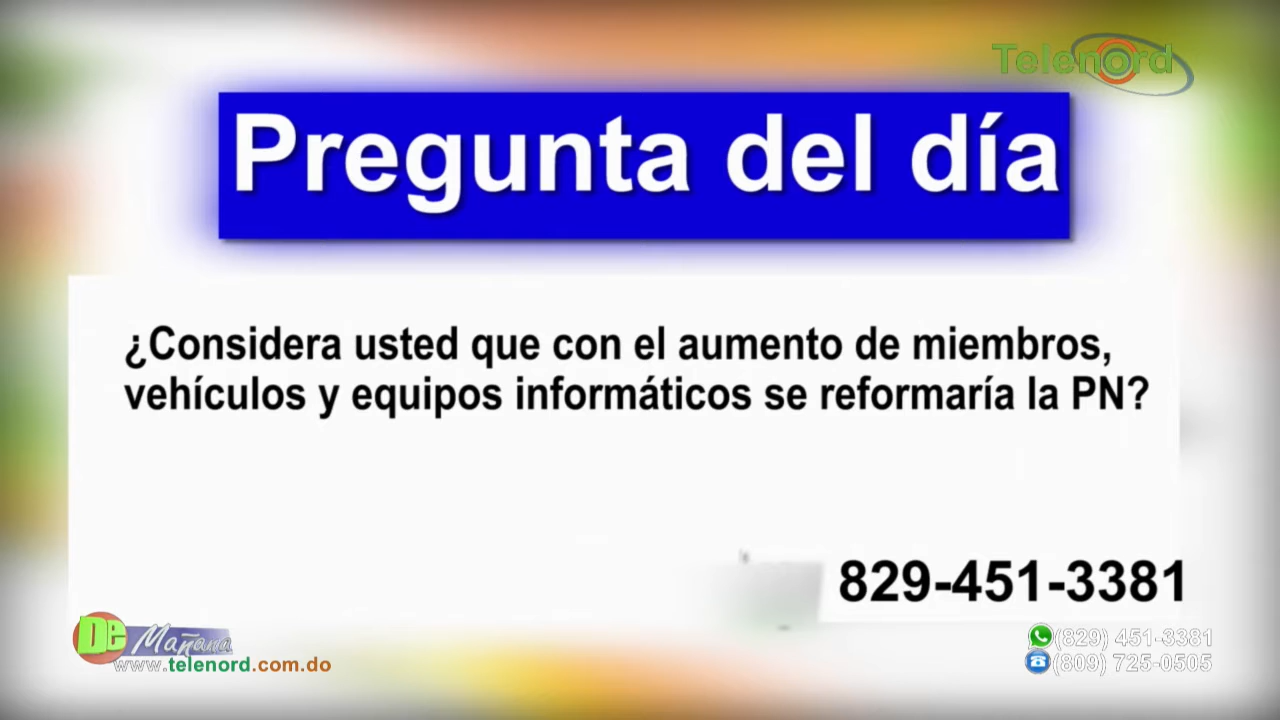 Telenord
Pregunta del día
¿Considera usted que con el aumento de miembros,
vehículos y equipos informáticos se reformaría la PN?
829-451-3381
De Mañana
www.telenord.com.do
(829) 451-3381
(809) 725-0505